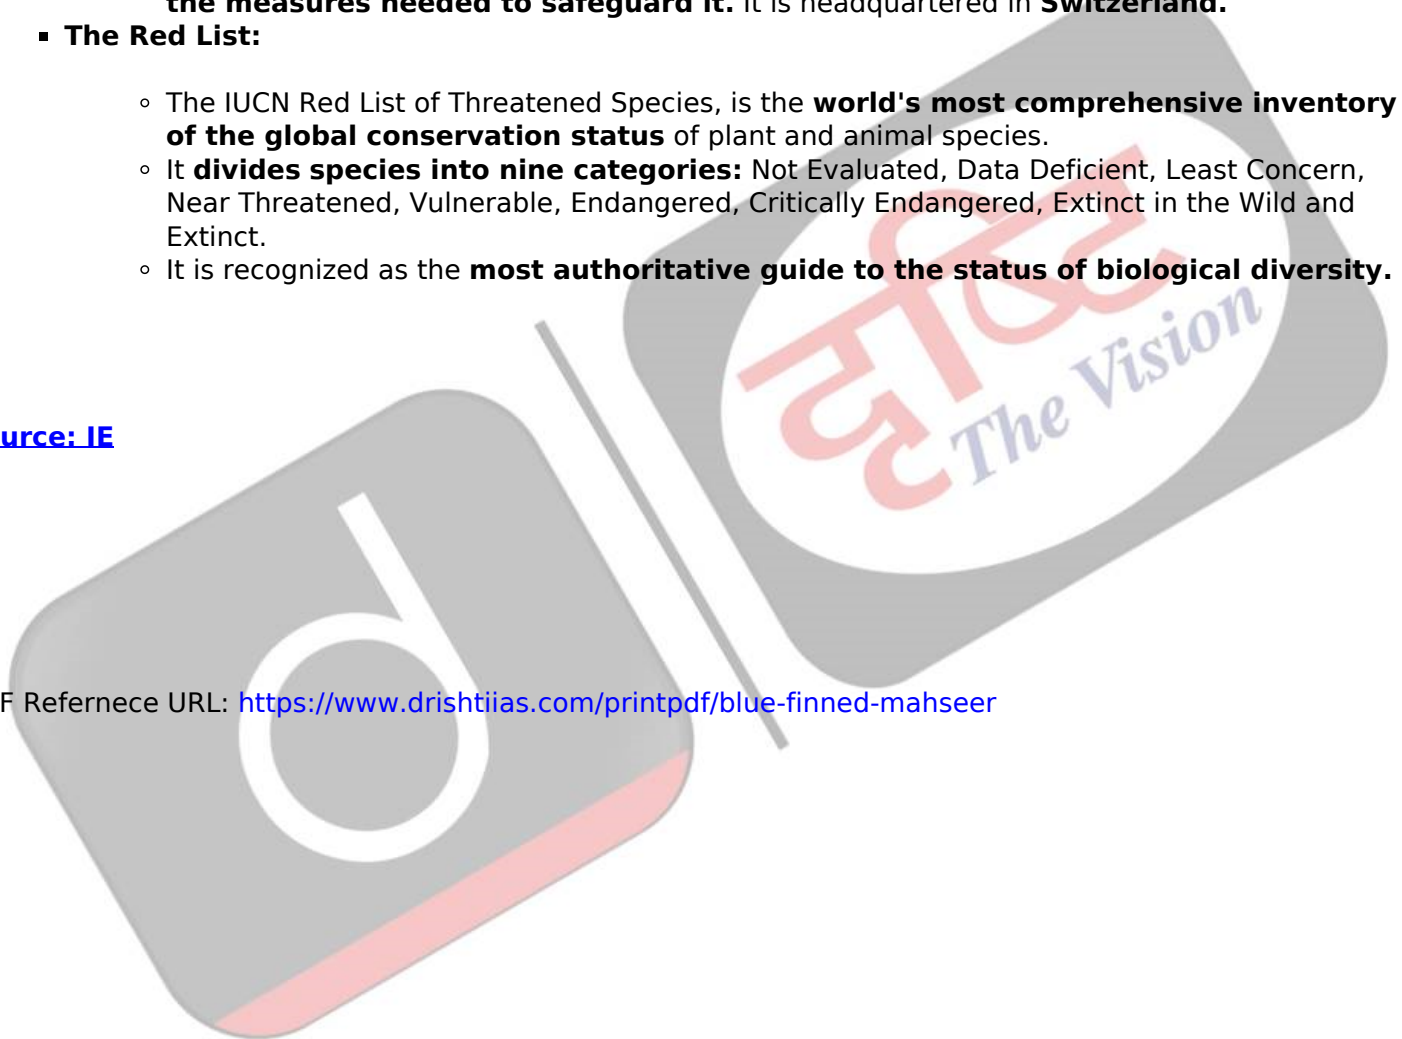 the measures needed to safeguard it. It is headquartered in Switzerland.
▪ The Red List:
◦ The IUCN Red List of Threatened Species, is the world's most comprehensive inventory
of the global conservation status of plant and animal species.
◦ It divides species into nine categories: Not Evaluated, Data Deficient, Least Concern,
Near Threatened, Vulnerable, Endangered, Critically Endangered, Extinct in the Wild and
Extinct.
◦ It is recognized as the most authoritative guide to the status of biological diversity.
दृष्टि
The Vision
urce: IE
d
F Refernece URL: https://www.drishtiias.com/printpdf/blue-finned-mahseer